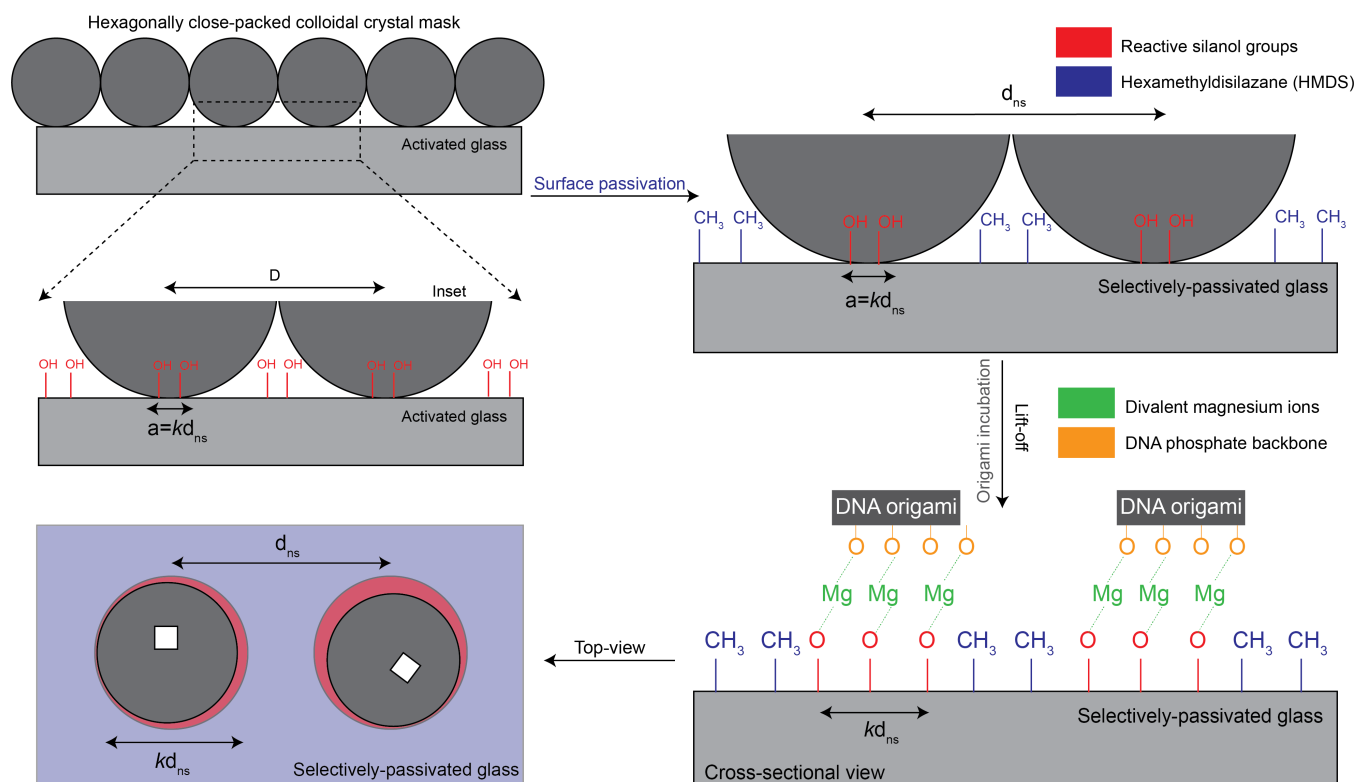 Hexagonally close-packed colloidal crystal mask
Activated glass
D
Inset
OH OH OH OH OH OH OH OH
Activated glass
a=kdns
Surface passivation
Reactive silanol groups
Hexamethyldisilazane (HMDS)
dns
CH3 CH3 OH OH CH3 CH3 OH OH CH3 CH3
Selectively-passivated glass
a=kdns
Origami incubation
Lift-off
Divalent magnesium ions
DNA phosphate backbone
DNA origami DNA origami
O O O O O O O O
Mg Mg Mg Mg Mg Mg
CH3 CH3 O O O CH3 CH3 O O O CH3 CH3
kdns
Selectively-passivated glass
Cross-sectional view
Top-view
dns
kdns
Selectively-passivated glass